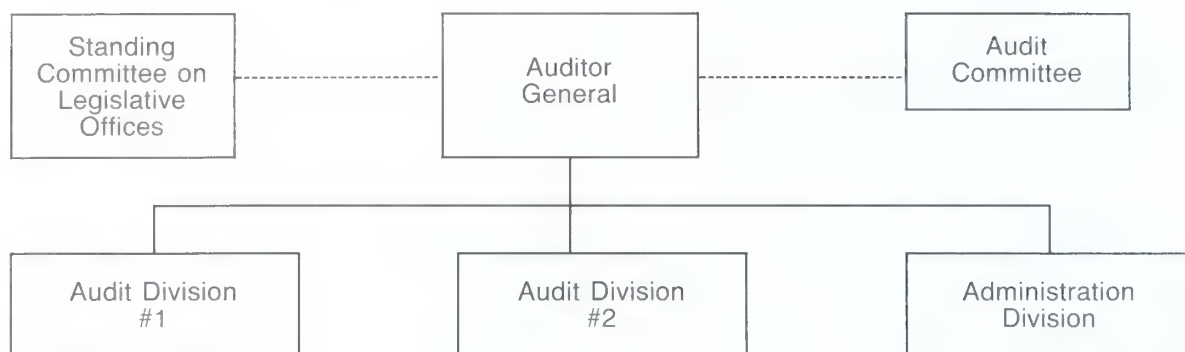 Standing
Committee on
Legislative
Offices
Auditor
General
Audit
Committee
Audit Division
#1
Audit Division
#2
Administration
Division